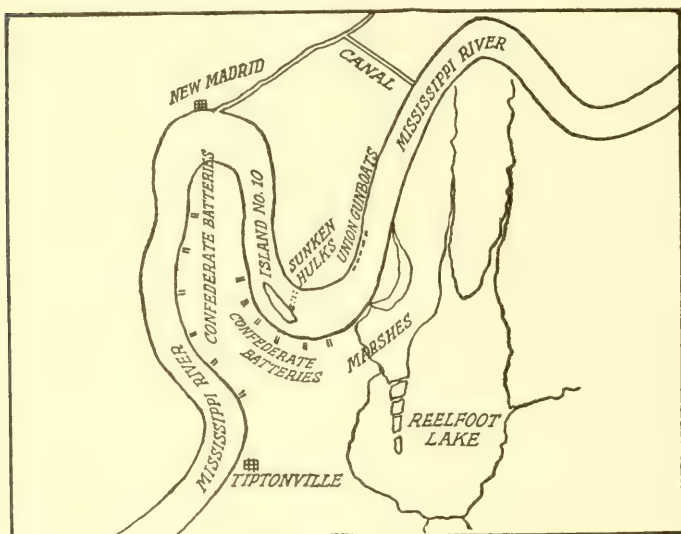 NEW MADRID
CANAL
MISSISSIPPI RIVER
CONFEDERATE BATTERIES
ISLAND NO. 10
SUNKEN
HULKS
UNION GUNBOATS
CONFEDERATE
BATTERIES
MARSHES
MISSISSIPPI RIVER
REELFOOT
LAKE
TIPTONVILLE